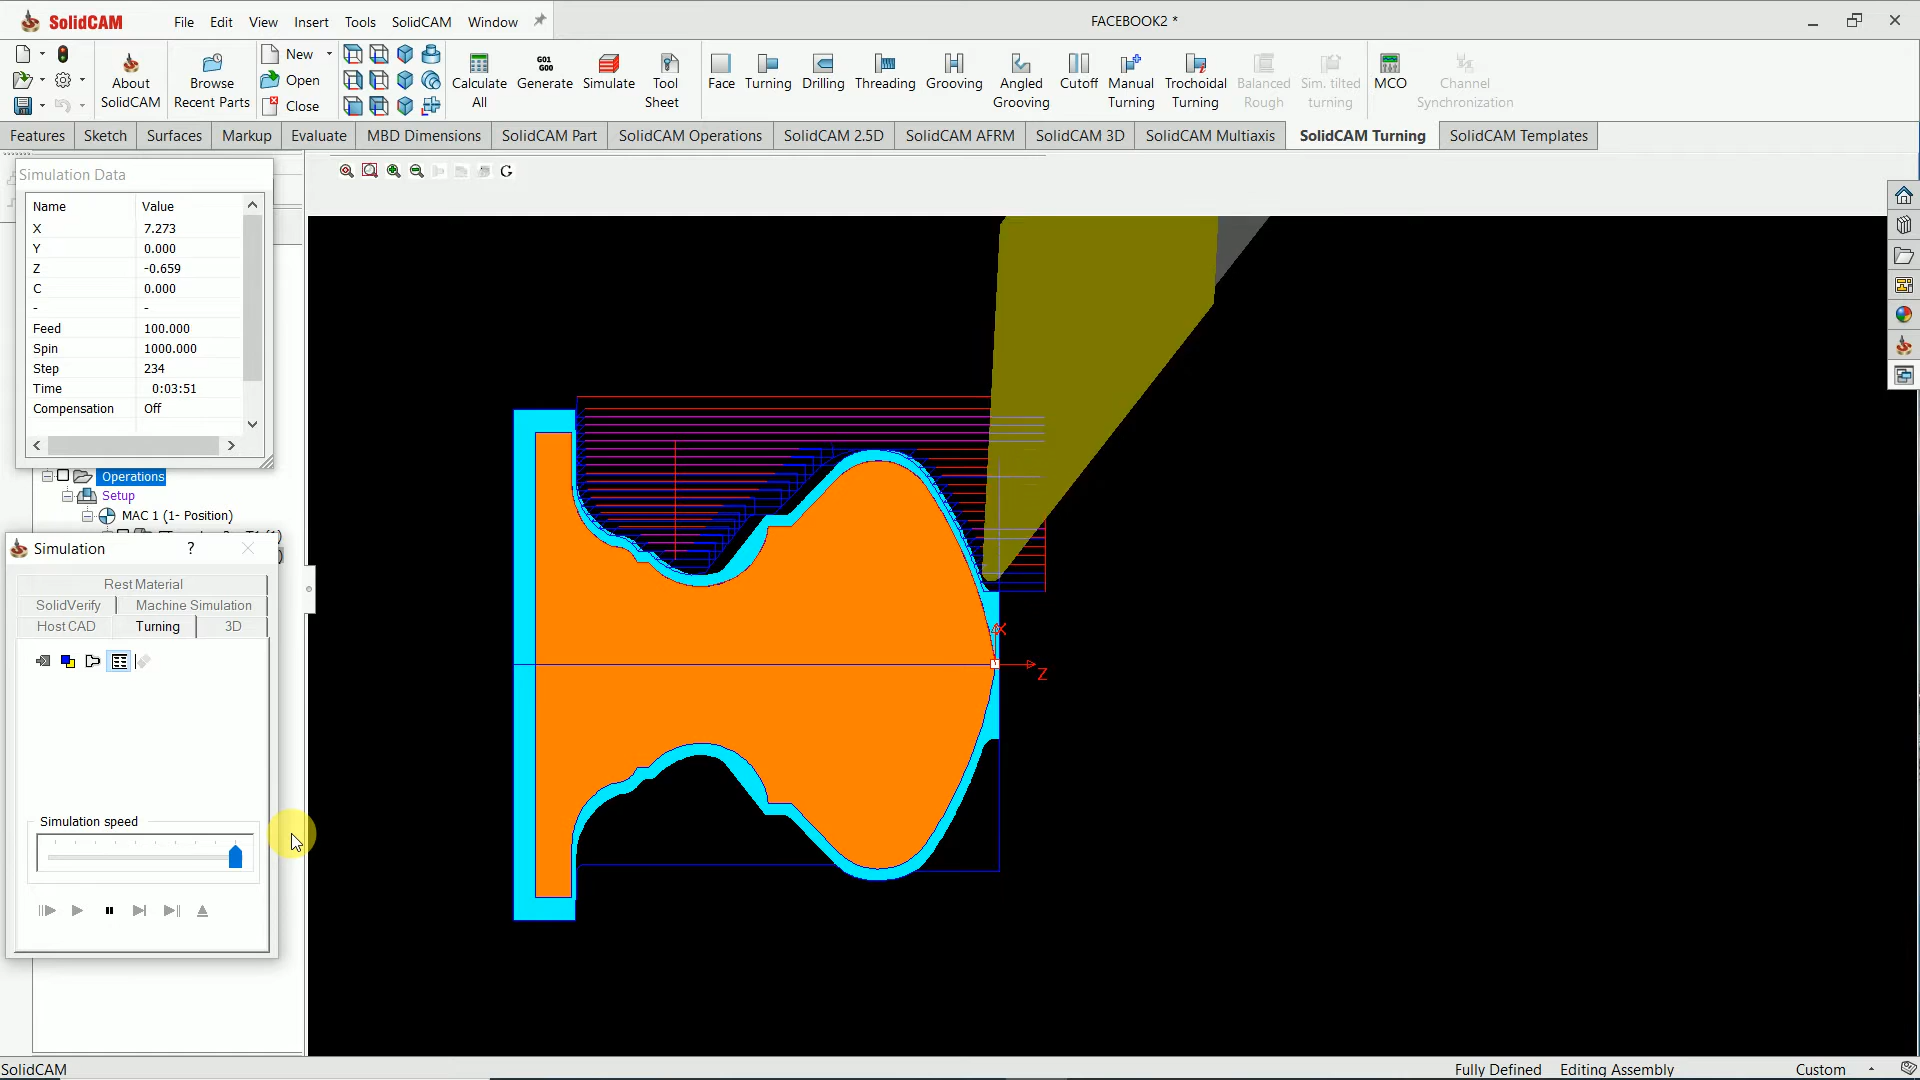 SolidCAM File Edit View Insert Tools SolidCAM Window FACEBOOK2 *
New
Open
Close
About SolidCAM
Browse Recent Parts
G01 G00
Calculate All
Generate
Simulate
Tool Sheet
Face
Turning
Drilling
Threading
Grooving
Angled Grooving
Cutoff
Manual Turning
Trochoidal Turning
Balanced Rough
Sim. tilted turning
MCO
Channel Synchronization
Features Sketch Surfaces Markup Evaluate MBD Dimensions SolidCAM Part SolidCAM Operations SolidCAM 2.5D SolidCAM AFRM SolidCAM 3D SolidCAM Multiaxis SolidCAM Turning SolidCAM Templates
Simulation Data
Name Value
X 7.273
Y 0.000
Z -0.659
C 0.000
- -
Feed 100.000
Spin 1000.000
Step 234
Time 0:03:51
Compensation Off
G
Operations
Setup
MAC 1 (1- Position)
Simulation ?
Rest Material
SolidVerify Machine Simulation
Host CAD Turning 3D
Simulation speed
X
Z
SolidCAM Fully Defined Editing Assembly Custom